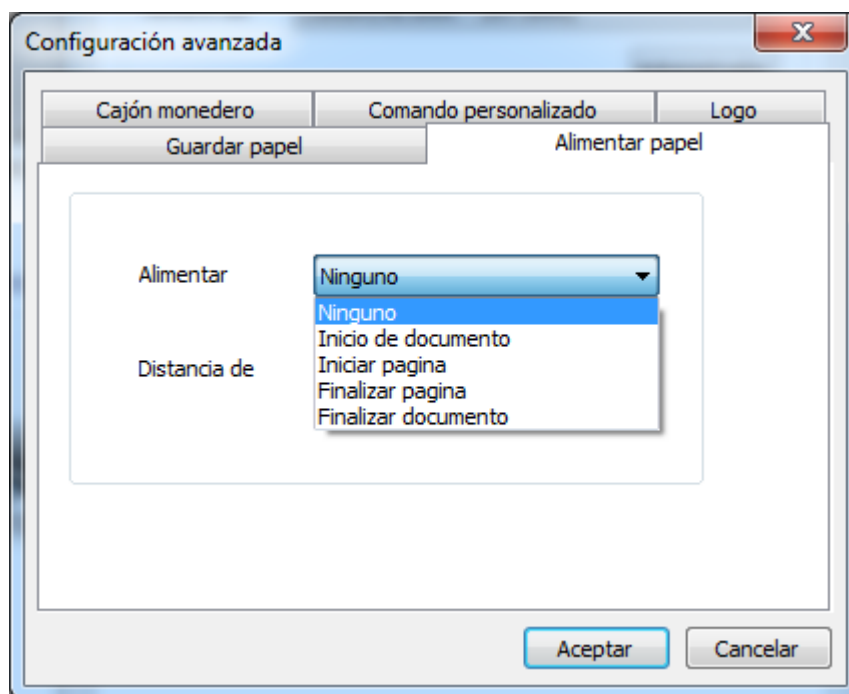 Configuración avanzada
Cajón monedero
Comando personalizado
Logo
Guardar papel
Alimentar papel
Alimentar
Ninguno
Ninguno
Inicio de documento
Iniciar pagina
Finalizar pagina
Finalizar documento
Distancia de
Aceptar
Cancelar